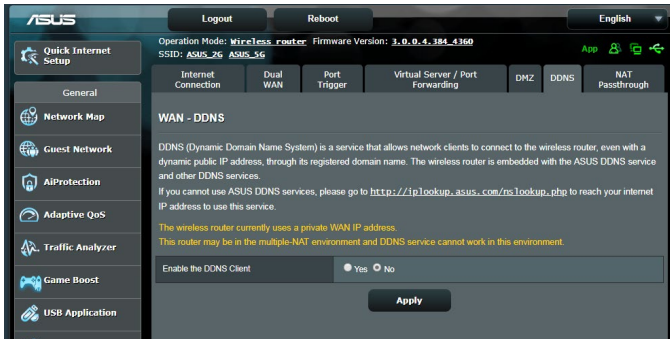 ASUS
Logout
Reboot
English
Quick Internet
Setup
General
Network Map
Guest Network
AiProtection
Adaptive QoS
Traffic Analyzer
Game Boost
USB Application
Operation Mode: Wireless router Firmware Version: 3.0.0.4.384_4360
SSID: ASUS_2G ASUS_5G
App
Internet
Connection
Dual
WAN
Port
Trigger
Virtual Server / Port
Forwarding
DMZ
DDNS
NAT
Passthrough
WAN - DDNS
DDNS (Dynamic Domain Name System) is a service that allows network clients to connect to the wireless router, even with a
dynamic public IP address, through its registered domain name. The wireless router is embedded with the ASUS DDNS service
and other DDNS services.
If you cannot use ASUS DDNS services, please go to http://iplookup.asus.com/nslookup.php to reach your internet
IP address to use this service.
The wireless router currently uses a private WAN IP
address.
This router may be in the multiple-NAT environment and DDNS service cannot work in this environment.
Enable the DDNS Client
Yes No
Apply